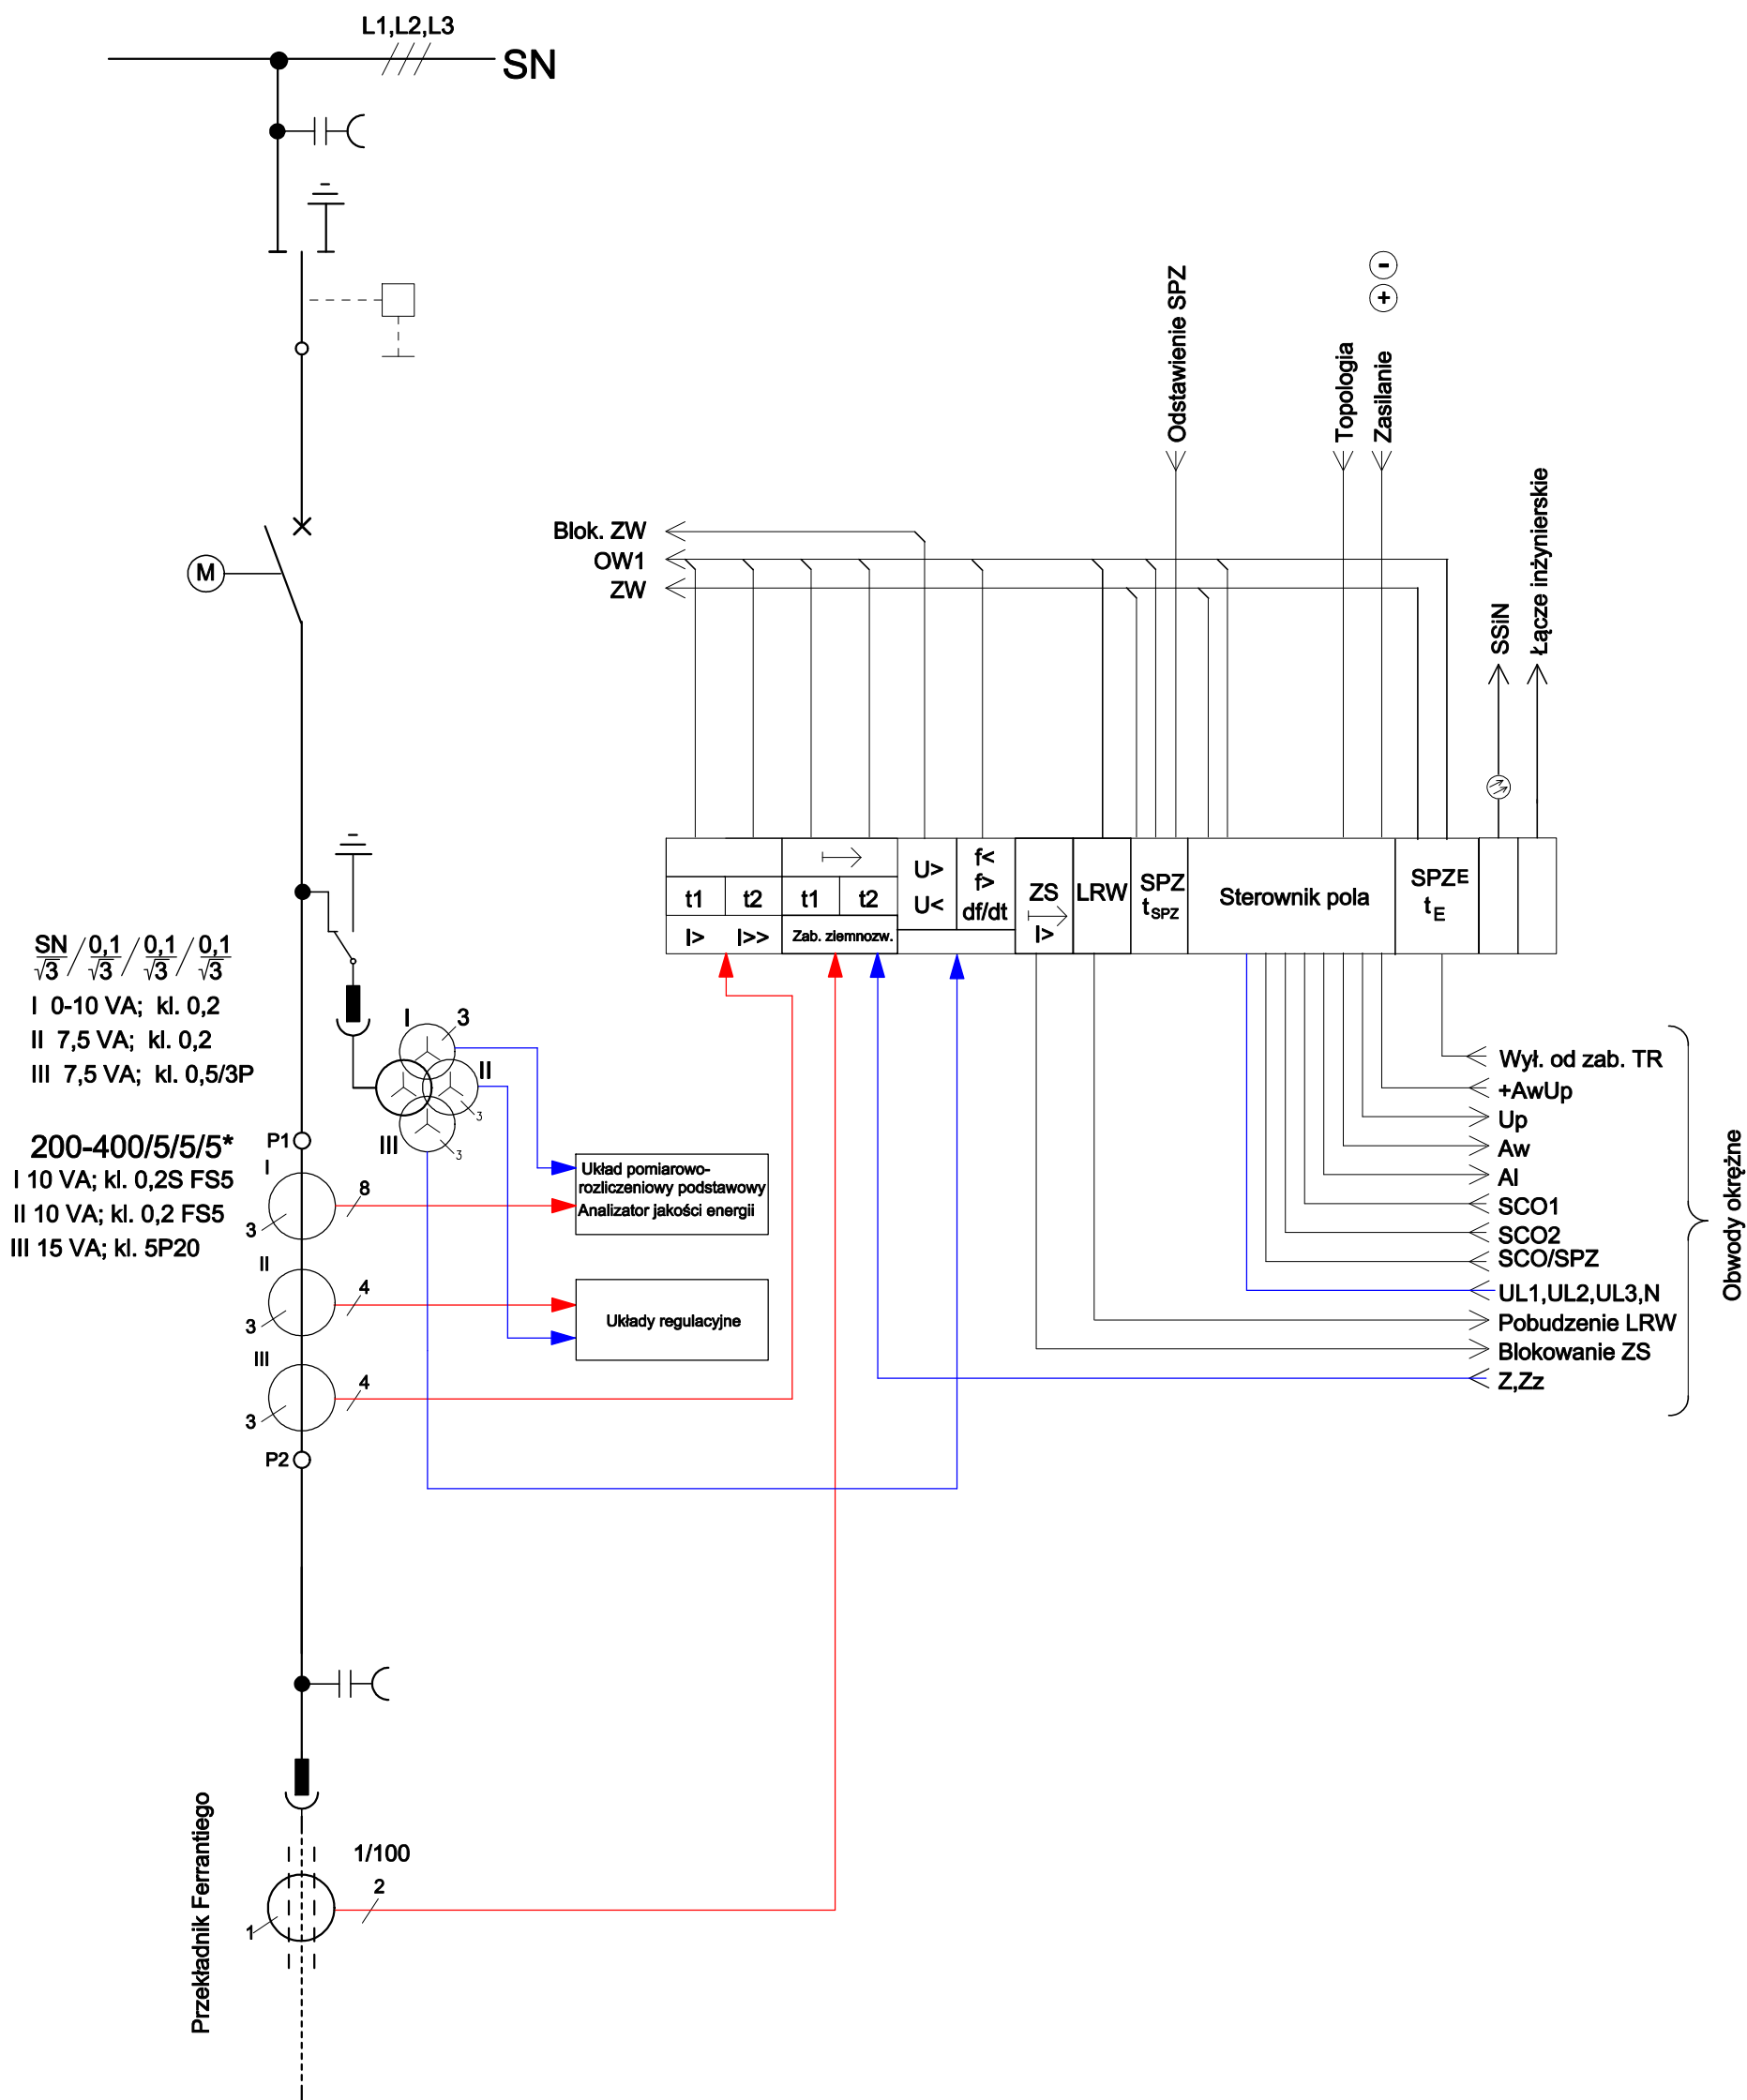 L1,L2,L3
SN
Odstawienie SPZ
Topologia
Zasilanie
- +
SSiN
Łącze inżynierskie
Blok. ZW
OW1
ZW
M
t1 t2 t1 t2
I> I>> Zab. ziemnozw.
U>
U<
f<
f>
df/dt
ZS
I>
LRW
SPZ
tSPZ
Sterownik pola
SPZE
tE
SN/√3 / 0,1/√3 / 0,1/√3 / 0,1/√3
I 0-10 VA; kl. 0,2
II 7,5 VA; kl. 0,2
III 7,5 VA; kl. 0,5/3P
I 3
II 3
III 3
200-400/5/5/5*
I 10 VA; kl. 0,2S FS5
II 10 VA; kl. 0,2 FS5
III 15 VA; kl. 5P20
P1
I
3 8
II
3 4
III
3 4
P2
Układ pomiarowo-
rozliczeniowy podstawowy
Analizator jakości energii
Układy regulacyjne
Wył. od zab. TR
+AwUp
Up
Aw
Al
SCO1
SCO2
SCO/SPZ
UL1,UL2,UL3,N
Pobudzenie LRW
Blokowanie ZS
Z,Zz
Obwody okrężne
Przekładnik Ferrantiego
1/100
2
1